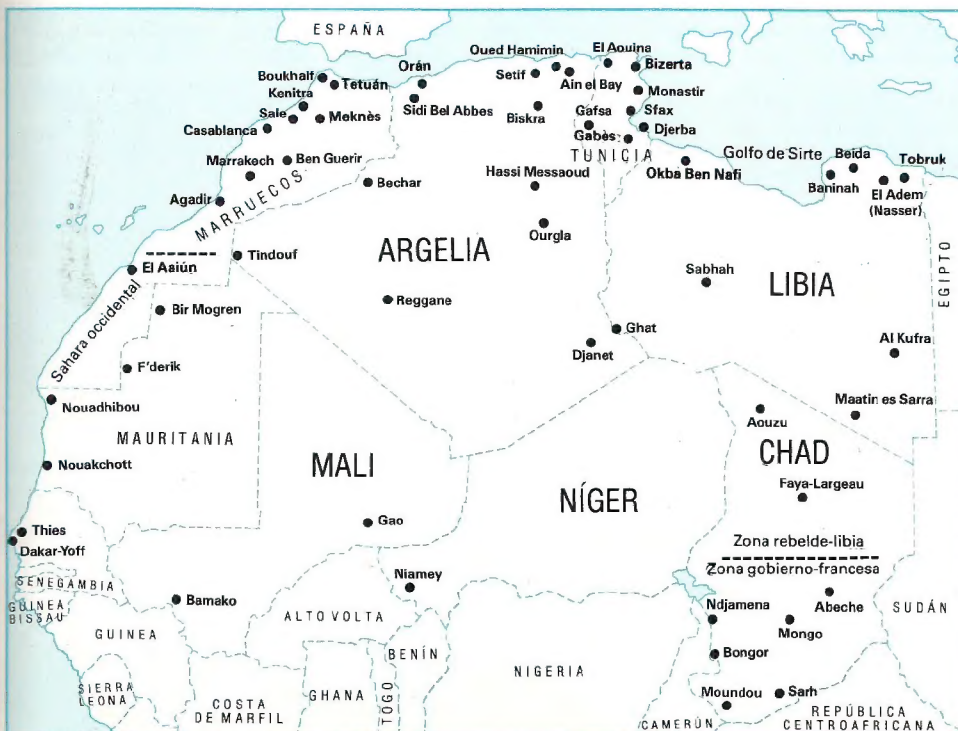 ESPAÑA
Oued Hamimin
El Aouina
Boukhalf
Tetuán
Orán
Setif
Ain el Bay
Bizerta
Kenitra
Sale
Meknès
Sidi Bel Abbes
Biskra
Gafsa
Monastir
Sfax
Casablanca
Gabès
Djerba
TUNICIA
Golfo de Sirte
Beida
Tobruk
Marrakech
Ben Guerir
Bechar
Hassi Messaoud
Okba Ben Nafi
Baninah
El Adem
(Nasser)
Agadir
MARRUECOS
Ourgla
ARGELIA
EGIPTO
El Aaiún
Tindouf
Sabhah
LIBIA
Sahara occidental
Bir Mogren
Reggane
Ghat
Djanet
Al Kufra
F'derik
Nouadhibou
Maatin es Sarra
Aouzu
MAURITANIA
MALI
NÍGER
CHAD
Nouakchott
Faya-Largeau
Gao
Thies
Dakar-Yoff
Zona rebelde-libia
Zona gobierno-francesa
SENEGAMBIA
Niamey
GUINEA
BISSAU
Bamako
ALTO VOLTA
Ndjamena
Abeche
SUDÁN
Mongo
GUINEA
BENÍN
Bongor
NIGERIA
SIERRA
LEONA
COSTA
DE MARFIL
GHANA
TOGO
Moundou
Sarh
CAMERÚN
REPÚBLICA
CENTROAFRICANA